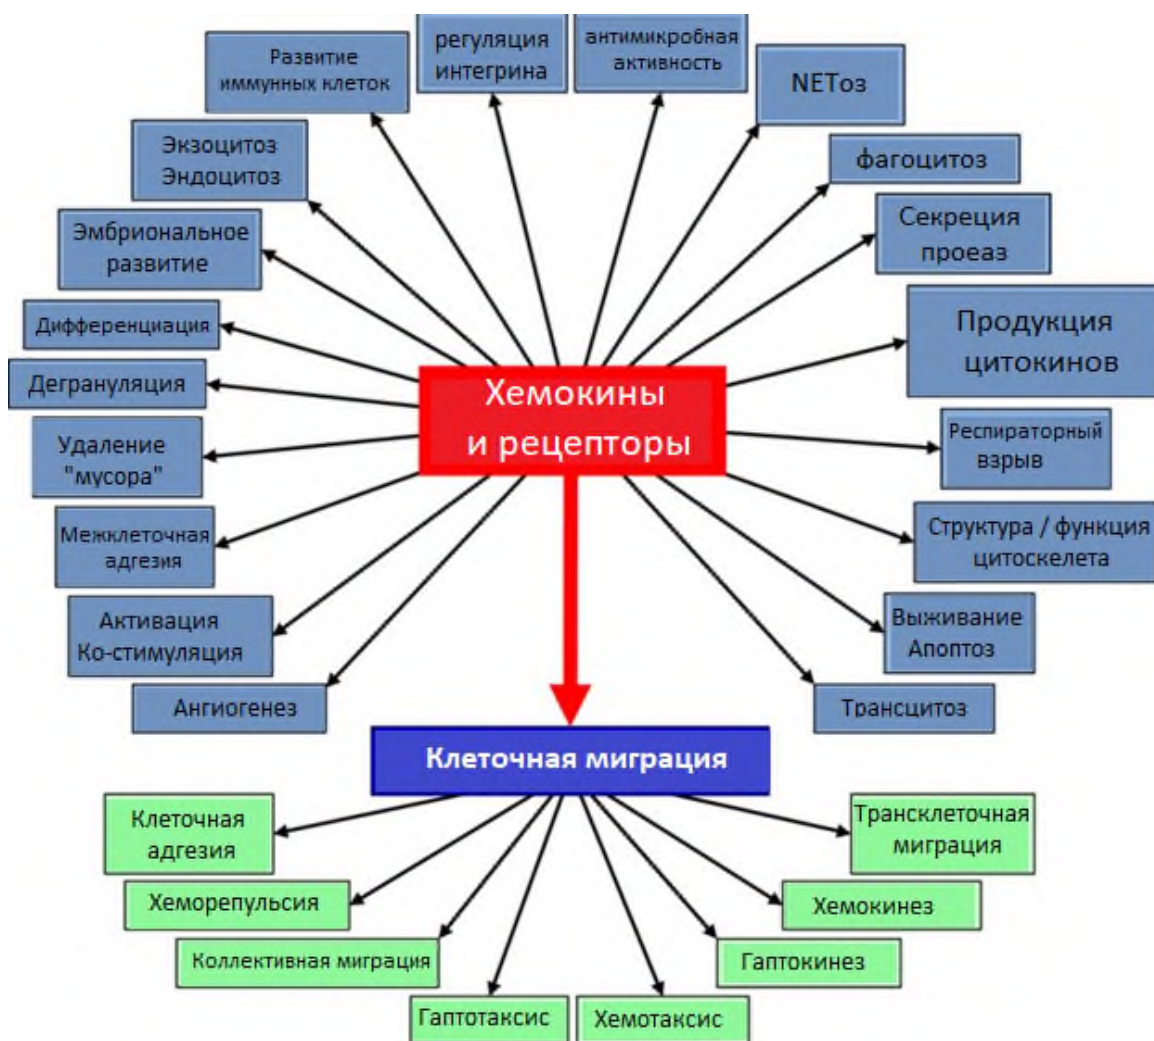 Развитие
иммунных клеток
регуляция
интегрина
антимикробная
активность
NETоз
фагоцитоз
Секреция
проеаз
Экзоцитоз
Эндоцитоз
Эмбриональное
развитие
Дифференциация
Дегрануляция
Удаление
"мусора"
Межклеточная
адгезия
Активация
Ко-стимуляция
Ангиогенез
Хемокины
и рецепторы
Продукция
цитокинов
Респираторный
взрыв
Структура / функция
цитоскелета
Выживание
Апоптоз
Трансцитоз
Клеточная миграция
Клеточная
адгезия
Хеморепульсия
Коллективная миграция
Гаптотаксис
Хемотаксис
Гаптокинез
Хемокинез
Трансклеточная
миграция